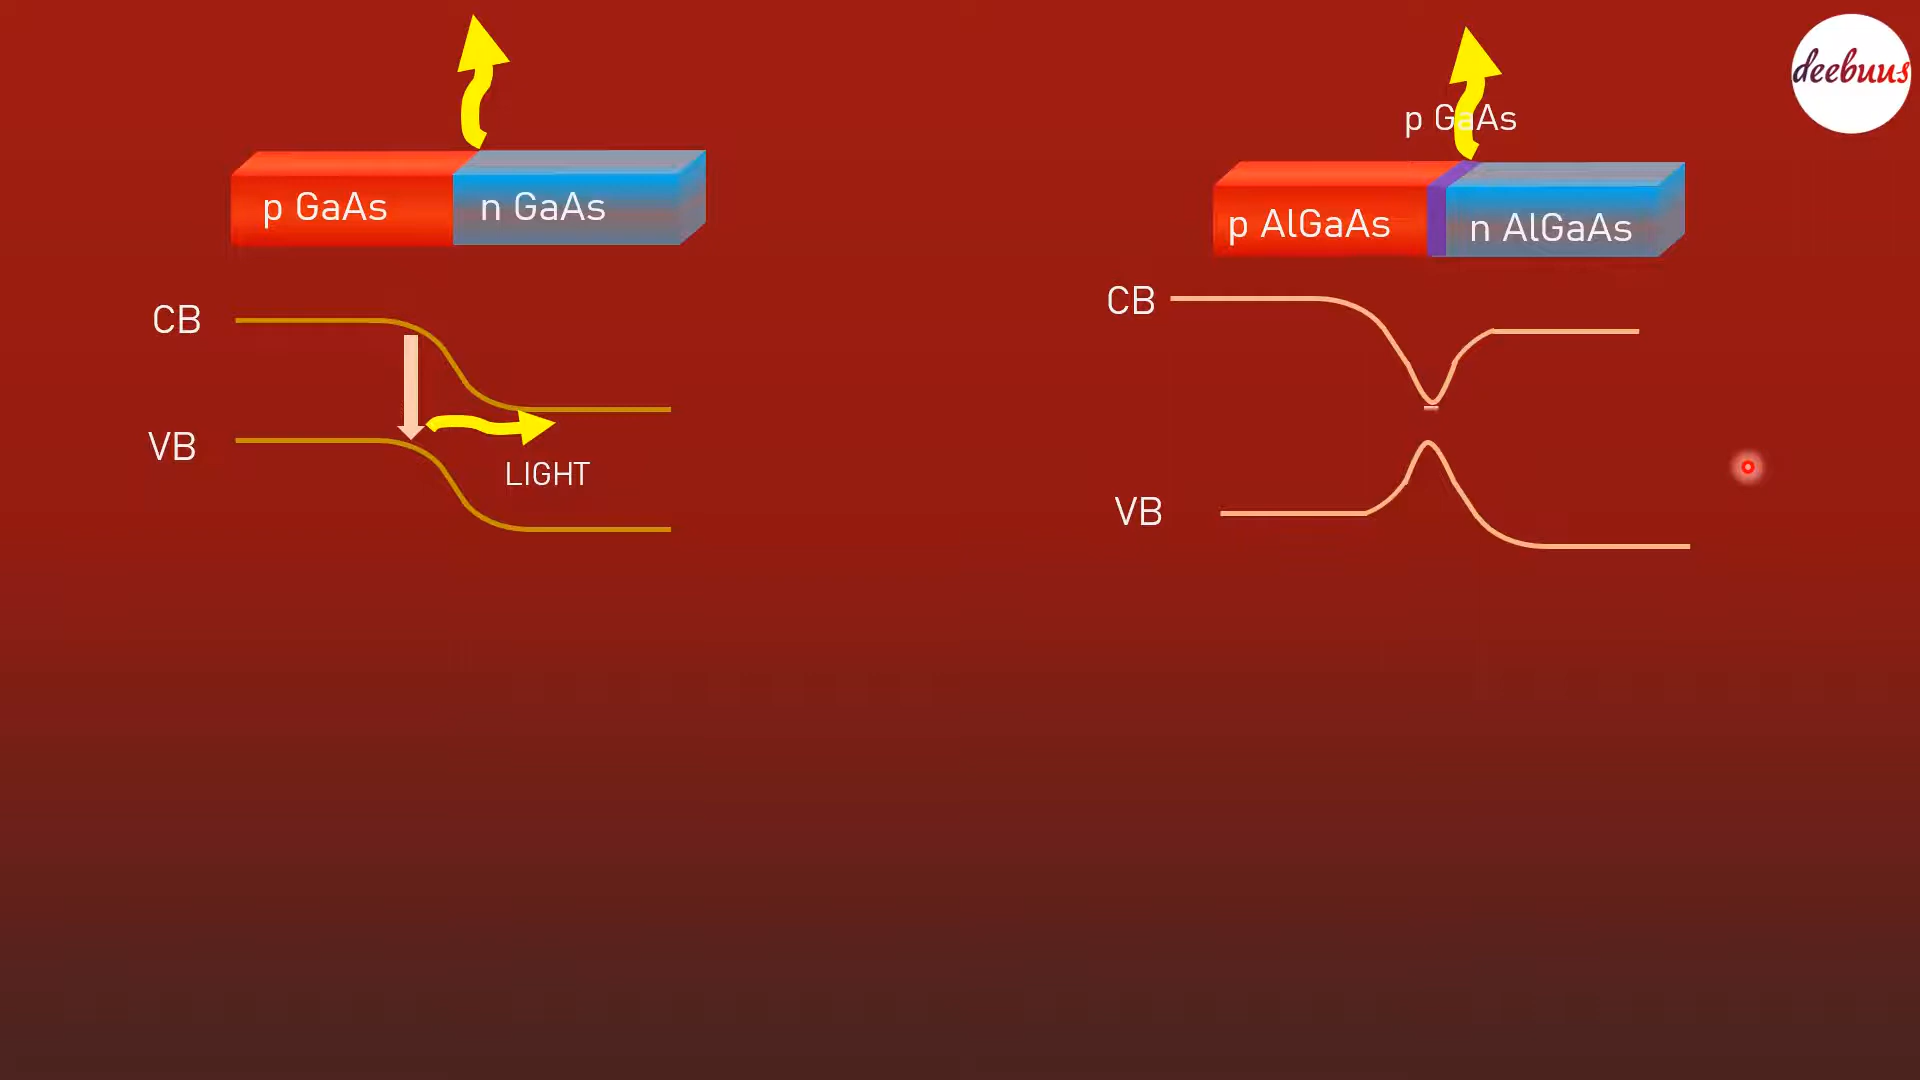 deebuus
p GaAs
p GaAs
n GaAs
p AlGaAs
n AlGaAs
CB
CB
VB
LIGHT
VB